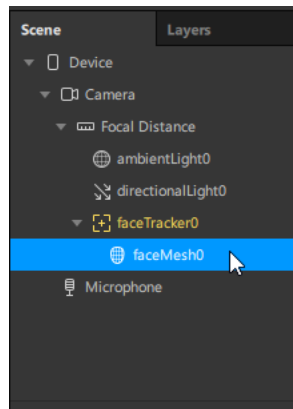 Scene Layers
Device
Camera
Focal Distance
ambientLight0
directionalLight0
faceTracker0
faceMesh0
Microphone